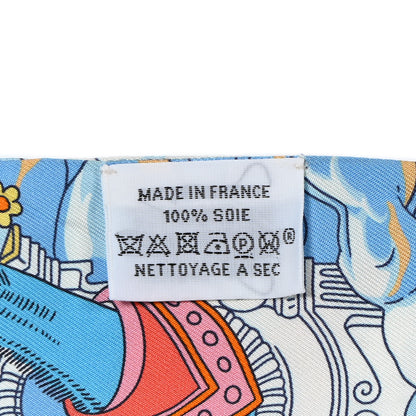 MADE IN FRANCE
100% SOIE
P W ®
NETTOYAGE A SEC